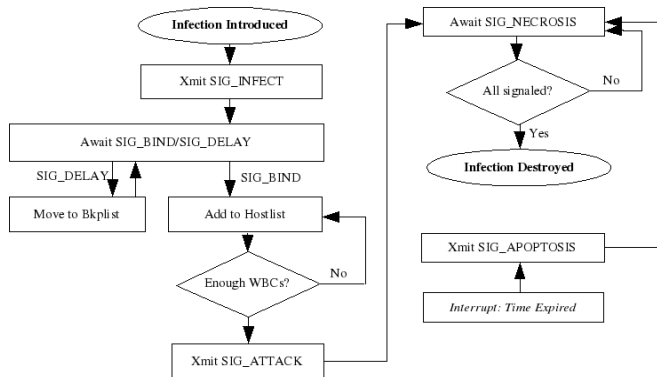 Infection Introduced
Xmit SIG_INFECT
Await SIG_BIND/SIG_DELAY
SIG_DELAY
SIG_BIND
Move to Bkplist
Add to Hostlist
Enough WBCs?
No
Xmit SIG_ATTACK
Await SIG_NECROSIS
All signaled?
No
Yes
Infection Destroyed
Xmit SIG_APOPTOSIS
Interrupt: Time Expired